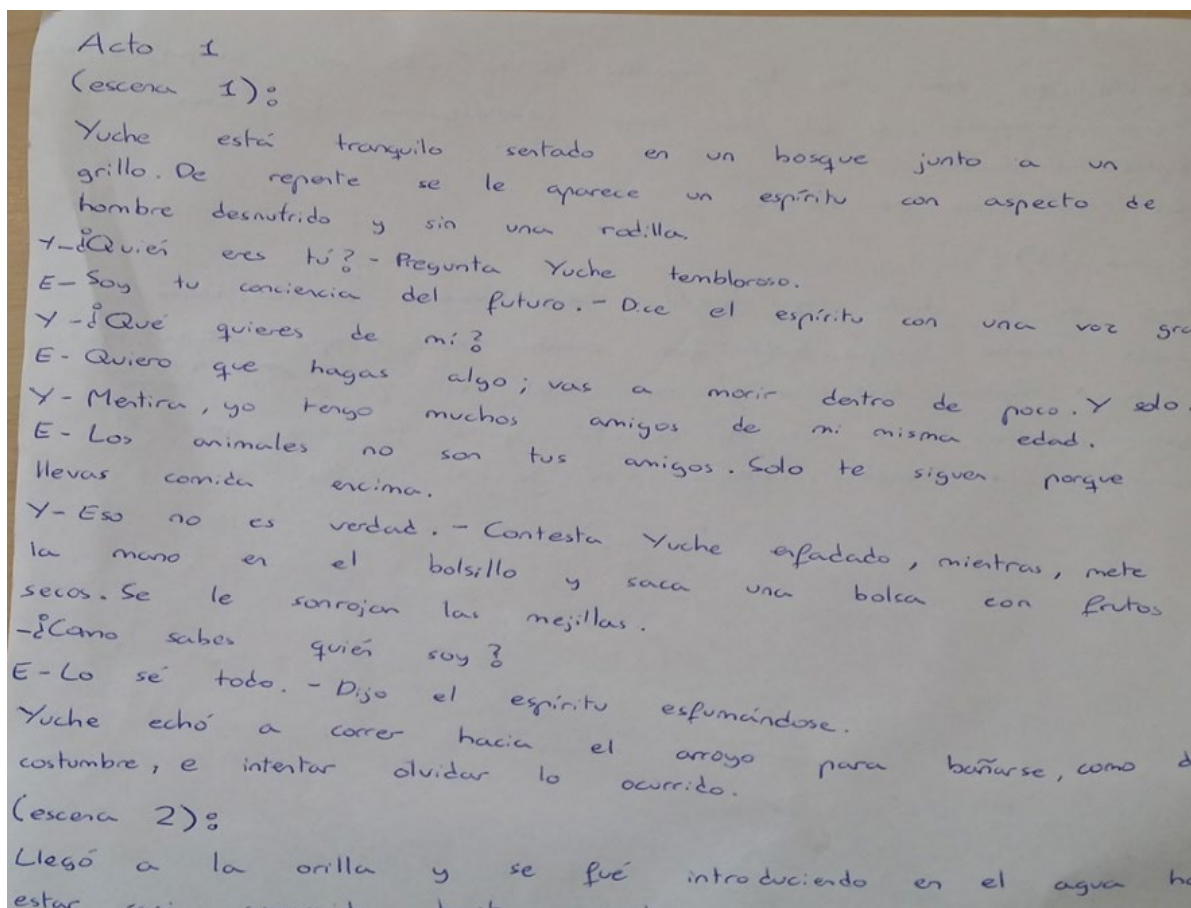 Acto 1
(escena 1):
Yuche está tranquilo sentado en un bosque junto a un
grillo. De repente se le aparece un espíritu con aspecto de
hombre desnutrido y sin una rodilla.
Y-¿Quién eres tú? - Pregunta Yuche tembloroso.
E- Soy tu conciencia del futuro. - Dice el espíritu con una voz
Y-¿Qué quieres de mí?
E- Quiero que hagas algo; vas a morir dentro de poco. Y solo.
Y- Mentira, yo tengo muchos amigos de mi misma edad.
E- Los animales no son tus amigos. Solo te siguen porque
llevas comida encima.
Y- Eso no es verdad. - Contesta Yuche enfadado, mientras, mete
la mano en el bolsillo y saca una bolsa con frutos
secos. Se le sonrojan las mejillas.
-¿Cómo sabes quién soy?
E- Lo sé todo. - Dijo el espíritu esfumándose.
Yuche echó a correr hacia el arroyo para bañarse, como
costumbre, e intentar olvidar lo ocurrido.
(escena 2):
Llegó a la orilla y se fué introduciendo en el agua
estar